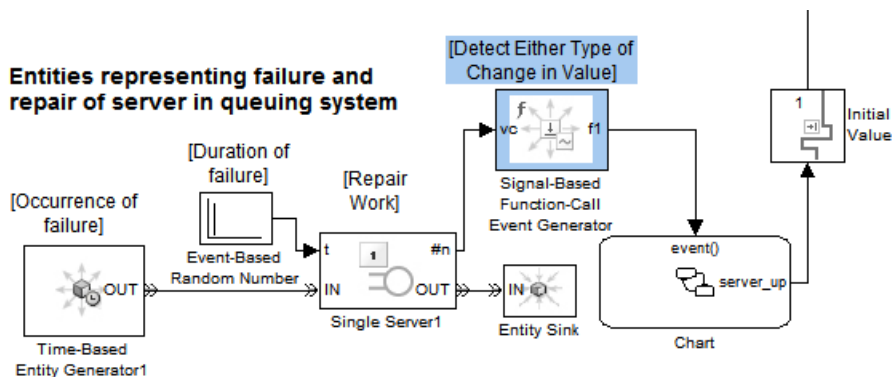 [Detect Either Type of
Change in Value]
Entities representing failure and
repair of server in queuing system
1
Initial
Value
f
vc
f1
[Duration of
failure]
[Repair
Work]
Signal-Based
Function-Call
Event Generator
[Occurrence of
failure]
event()
t
1
#n
Event-Based
Random Number
server_up
OUT
IN
OUT
IN
Single Server1
Entity Sink
Chart
Time-Based
Entity Generator1